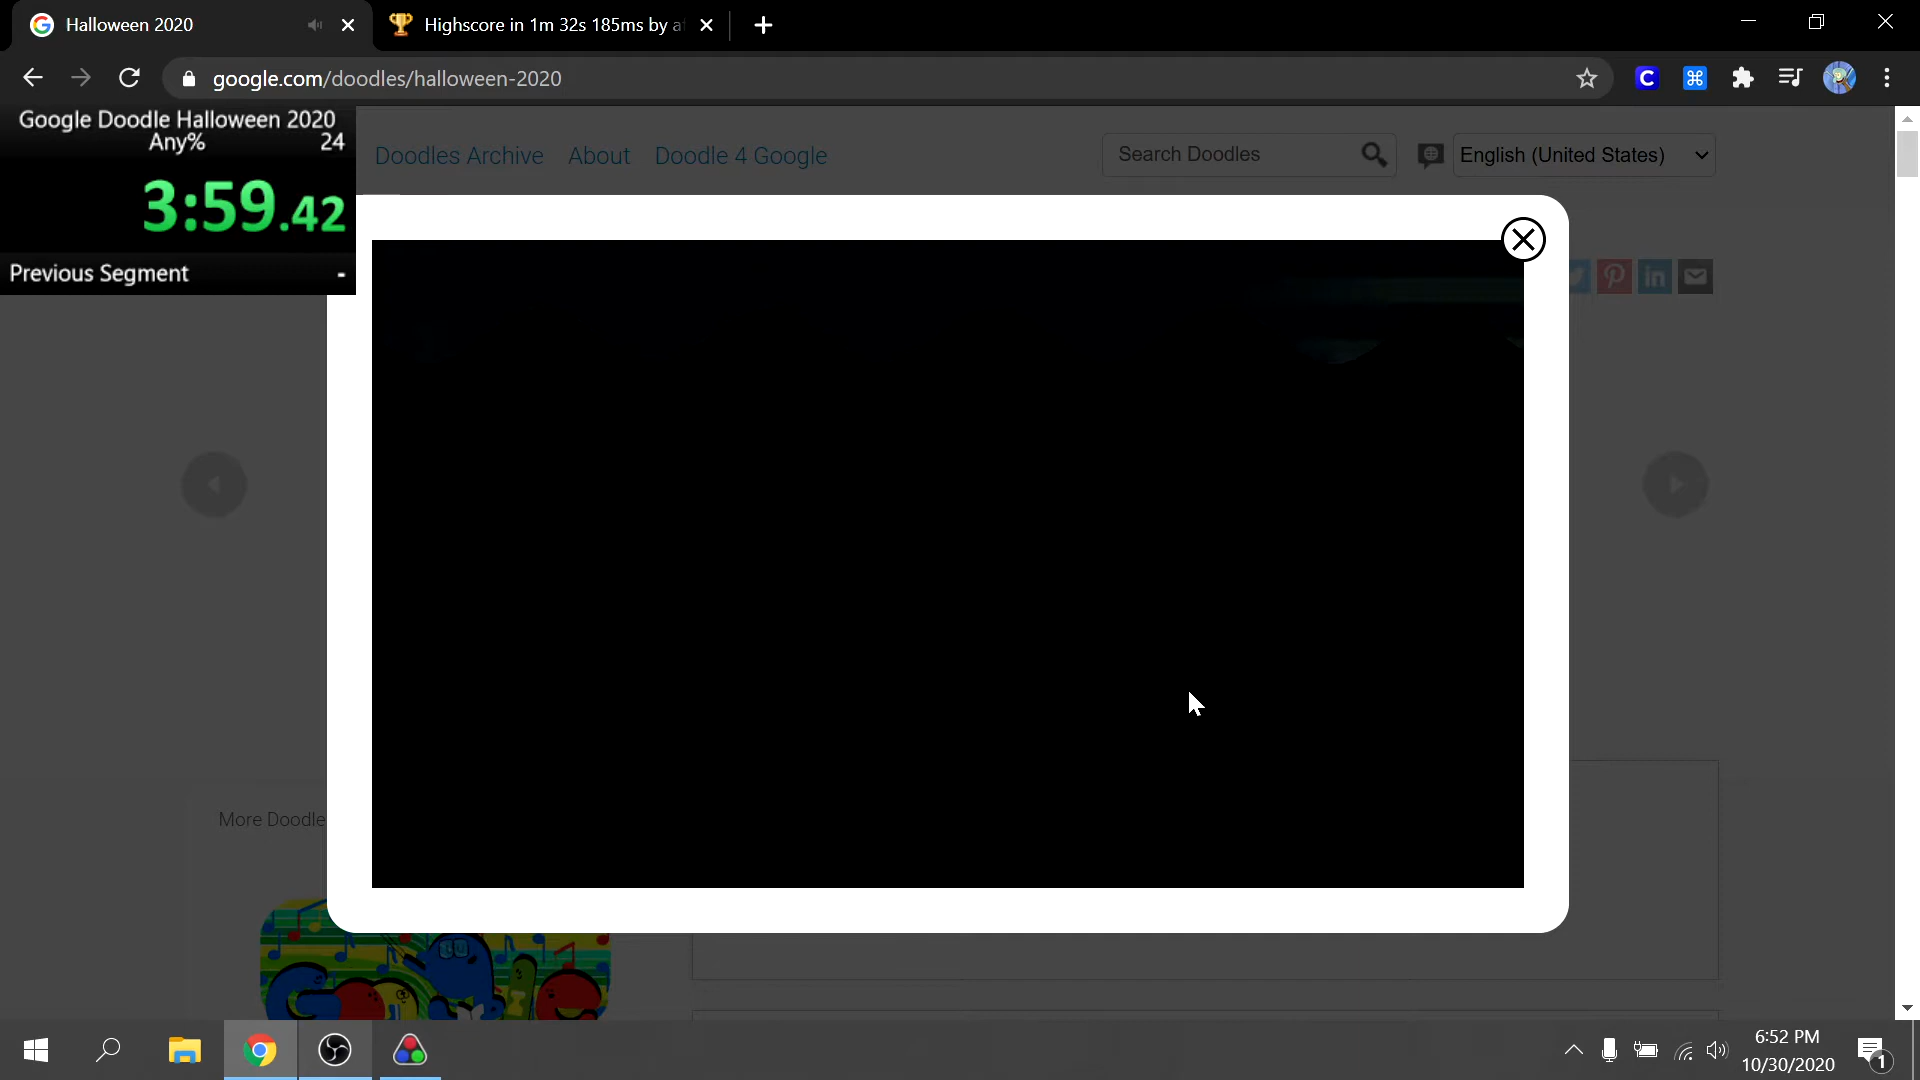 Halloween 2020
Highscore in 1m 32s 185ms by a
google.com/doodles/halloween-2020
Google Doodle Halloween 2020
Any% 24
3:59.42
Previous Segment -
Doodles Archive About Doodle 4 Google
Search Doodles
English (United States)
More Doodle
6:52 PM
10/30/2020
1